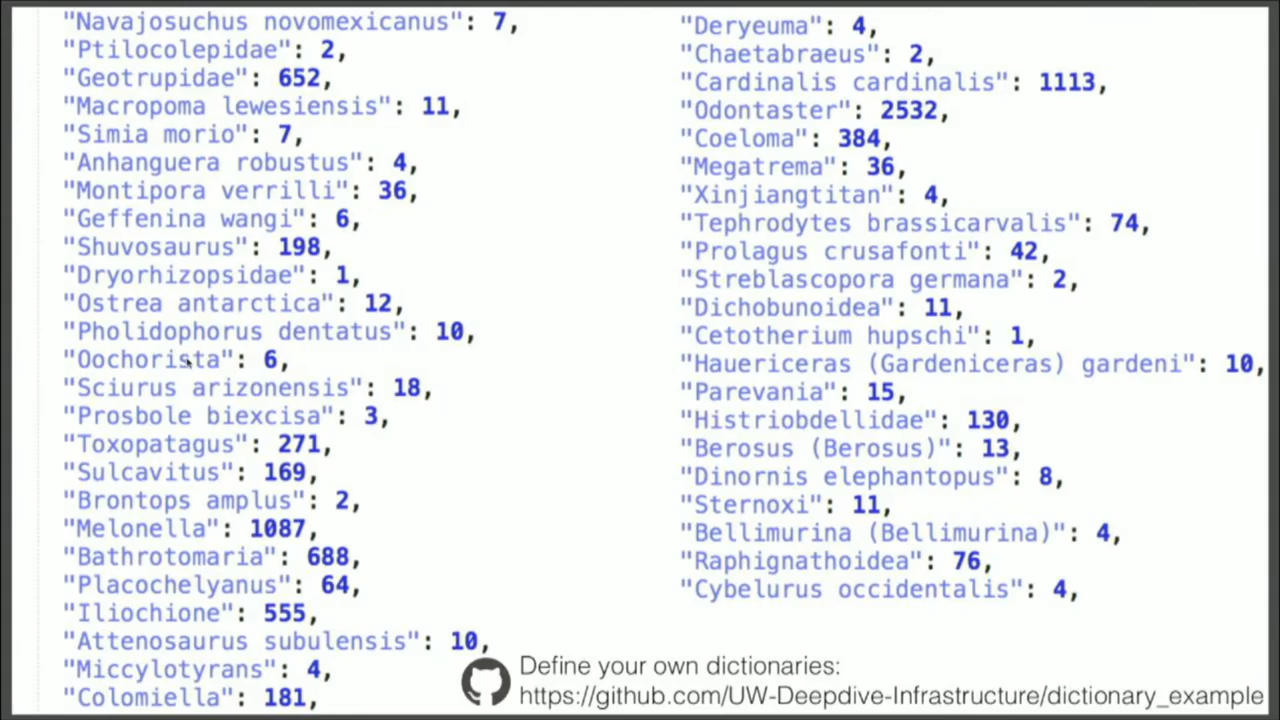 "Navajosuchus novomexicanus": 7,
"Ptilocolepidae": 2,
"Geotrupidae": 652,
"Macropoma lewesiensis": 11,
"Simia morio": 7,
"Anhanguera robustus": 4,
"Montipora verrilli": 36,
"Geffenina wangi": 6,
"Shuvosaurus": 198,
"Dryorhizopsidae": 1,
"Ostrea antarctica": 12,
"Pholidophorus dentatus": 10,
"Oochorista": 6,
"Sciurus arizonensis": 18,
"Prosbole biexcisa": 3,
"Toxopatagus": 271,
"Sulcavitus": 169,
"Brontops amplus": 2,
"Melonella": 1087,
"Bathrotomaria": 688,
"Placochelyanus": 64,
"Iliochione": 555,
"Attenosaurus subulensis": 10,
"Miccylotyrans": 4,
"Colomiella": 181,
"Deryeuma": 4,
"Chaetabraeus": 2,
"Cardinalis cardinalis": 1113,
"Odontaster": 2532,
"Coeloma": 384,
"Megatrema": 36,
"Xinjiangtitan": 4,
"Tephrodytes brassicarvalis": 74,
"Prolagus crusafonti": 42,
"Streblascopora germana": 2,
"Dichobunoidea": 11,
"Cetotherium hupschi": 1,
"Hauericeras (Gardeniceras) gardeni": 10,
"Parevania": 15,
"Histriobdellidae": 130,
"Berosus (Berosus)": 13,
"Dinornis elephantopus": 8,
"Sternoxi": 11,
"Bellimurina (Bellimurina)": 4,
"Raphignathoidea": 76,
"Cybelurus occidentalis": 4,
Define your own dictionaries:
https://github.com/UW-Deepdive-Infrastructure/dictionary_example